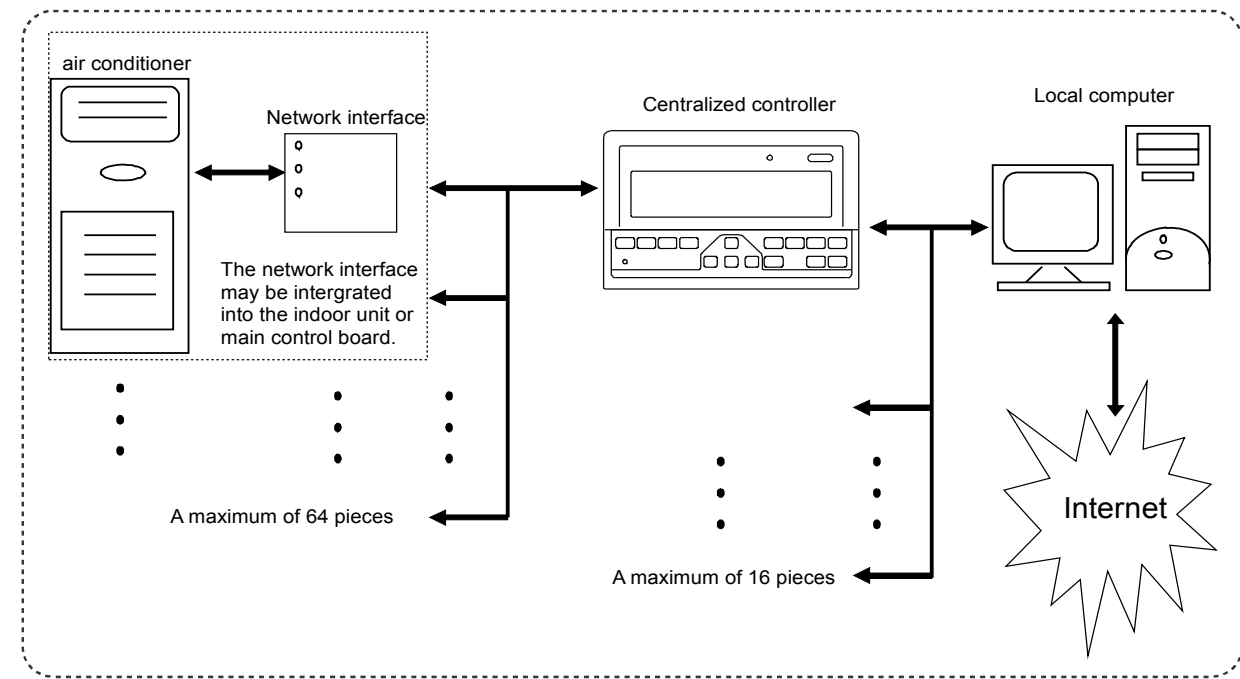 air conditioner
Network interface
The network interface
may be intergrated
into the indoor unit or
main control board.
A maximum of 64 pieces
Centralized controller
A maximum of 16 pieces
Local computer
Internet